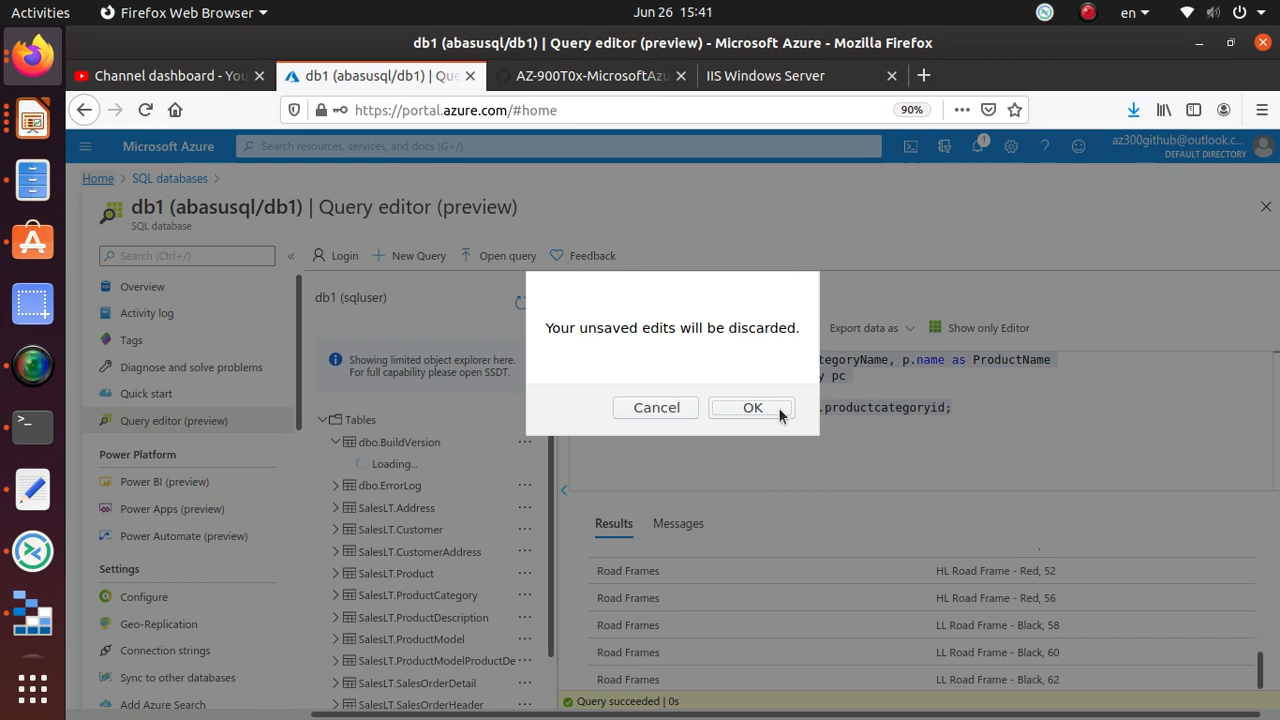 Activities
Firefox Web Browser
Jun 26 15:41
en
db1 (abasusql/db1) | Query editor (preview) - Microsoft Azure - Mozilla Firefox
Channel dashboard - You
db1 (abasusql/db1) | Que
AZ-900T0x-MicrosoftAzu
IIS Windows Server
https://portal.azure.com/#home
90%
Microsoft Azure
Search resources, services, and docs (G+/)
1
az300github@outlook.c...
DEFAULT DIRECTORY
Home
SQL databases
db1 (abasusql/db1) | Query editor (preview)
SQL database
Search (Ctrl+/)
Overview
Activity log
Tags
Diagnose and solve problems
Quick start
Query editor (preview)
Power Platform
Power BI (preview)
Power Apps (preview)
Power Automate (preview)
Settings
Configure
Geo-Replication
Connection strings
Sync to other databases
Add Azure Search
Login
New Query
Open query
Feedback
db1 (sqluser)
Showing limited object explorer here.
For full capability please open SSDT.
Tables
dbo.BuildVersion
Loading...
dbo.ErrorLog
SalesLT.Address
SalesLT.Customer
SalesLT.CustomerAddress
SalesLT.Product
SalesLT.ProductCategory
SalesLT.ProductDescription
SalesLT.ProductModel
SalesLT.ProductModelProductDe
SalesLT.SalesOrderDetail
SalesLT.SalesOrderHeader
Your unsaved edits will be discarded.
Cancel
OK
Export data as
Show only Editor
tegoryName, p.name as ProductName
y pc
.productcategoryid;
Results
Messages
Road Frames
HL Road Frame - Red, 52
Road Frames
HL Road Frame - Red, 56
Road Frames
LL Road Frame - Black, 58
Road Frames
LL Road Frame - Black, 60
Road Frames
LL Road Frame - Black, 62
Query succeeded | 0s